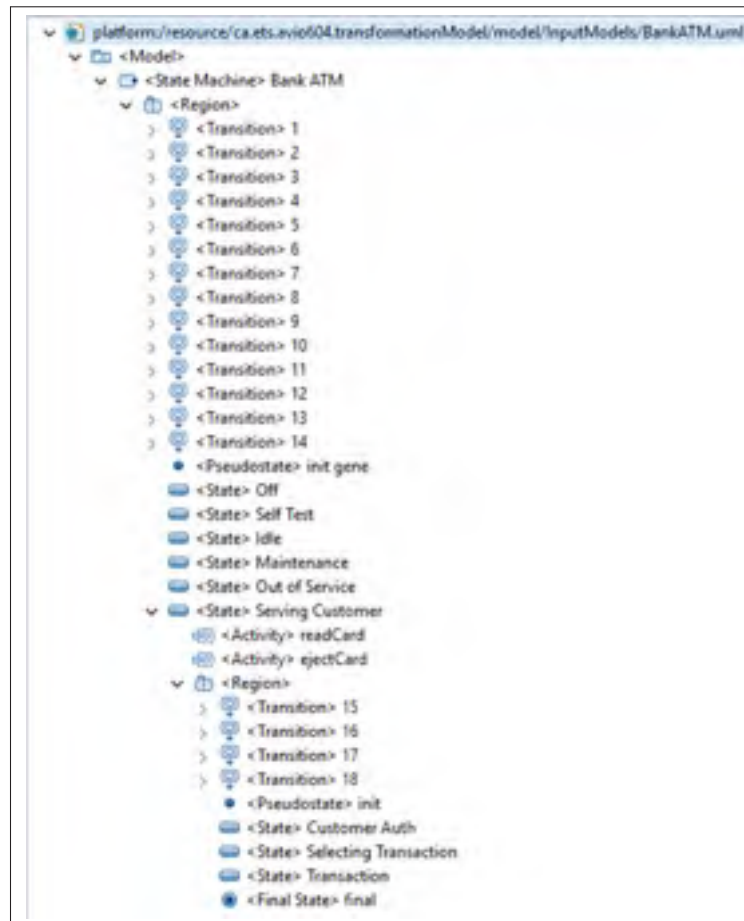 platform:/resource/ca.ets.avio604.transformationModel/model/InputModels/BankATM.uml
<Model>
<State Machine> Bank ATM
<Region>
<Transition> 1
<Transition> 2
<Transition> 3
<Transition> 4
<Transition> 5
<Transition> 6
<Transition> 7
<Transition> 8
<Transition> 9
<Transition> 10
<Transition> 11
<Transition> 12
<Transition> 13
<Transition> 14
<Pseudostate> init gene
<State> Off
<State> Self Test
<State> Idle
<State> Maintenance
<State> Out of Service
<State> Serving Customer
<Activity> readCard
<Activity> ejectCard
<Region>
<Transition> 15
<Transition> 16
<Transition> 17
<Transition> 18
<Pseudostate> init
<State> Customer Auth
<State> Selecting Transaction
<State> Transaction
<Final State> final